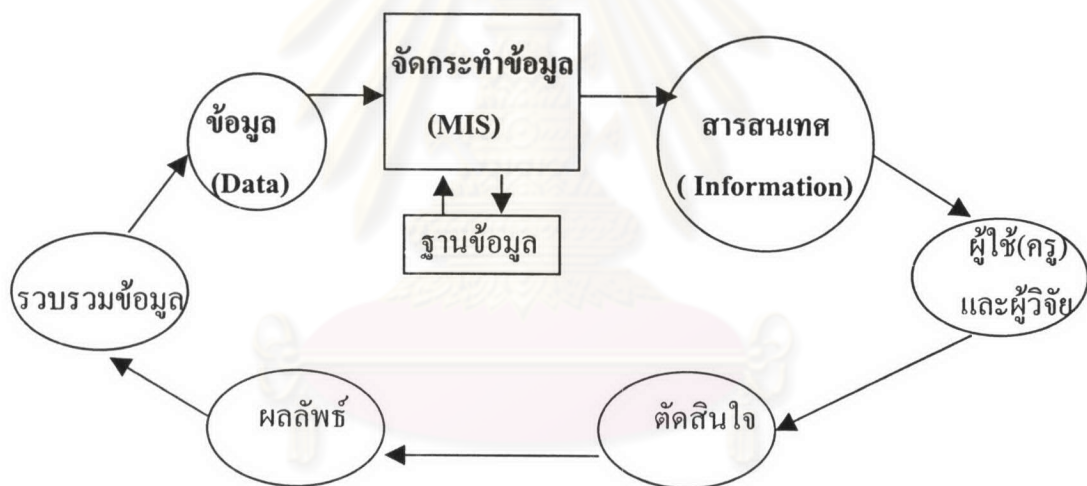 ข้อมูล
(Data)
จัดกระทำข้อมูล
(MIS)
ฐานข้อมูล
สารสนเทศ
( Information)
ผู้ใช้(ครู)
และผู้วิจัย
ตัดสินใจ
ผลลัพธ์
รวบรวมข้อมูล